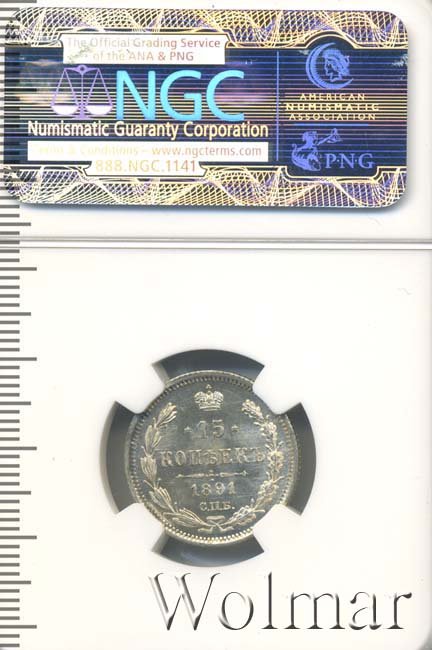 The Official Grading Service
of the ANA & PNG
NGC
Numismatic Guaranty Corporation
Terms & Conditions – www.ngcterms.com
888.NGC.1141
AMERICAN
NUMISMATIC
ASSOCIATION
PNG
15
КОПѢЕКЪ
1891
С.П.Б.
Wolmar